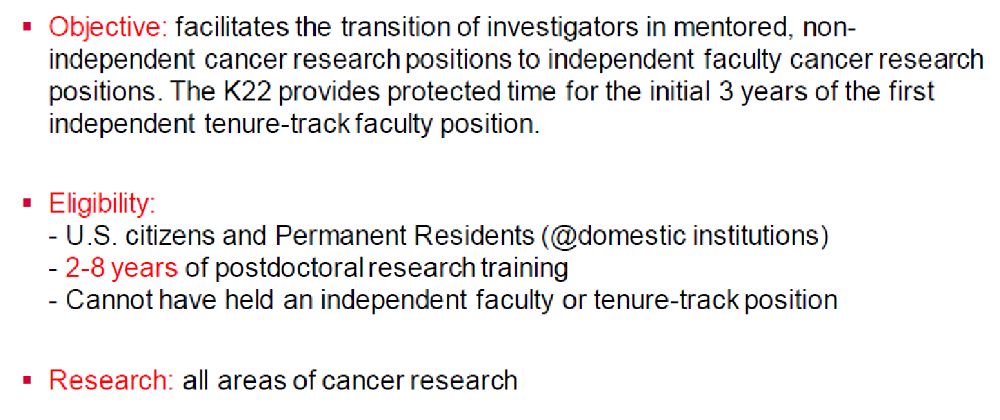 ▪ Objective: facilitates the transition of investigators in mentored, non-
independent cancer research positions to independent faculty cancer research
positions. The K22 provides protected time for the initial 3 years of the first
independent tenure-track faculty position.
▪ Eligibility:
- U.S. citizens and Permanent Residents (@domestic institutions)
- 2-8 years of postdoctoral research training
- Cannot have held an independent faculty or tenure-track position
▪ Research: all areas of cancer research